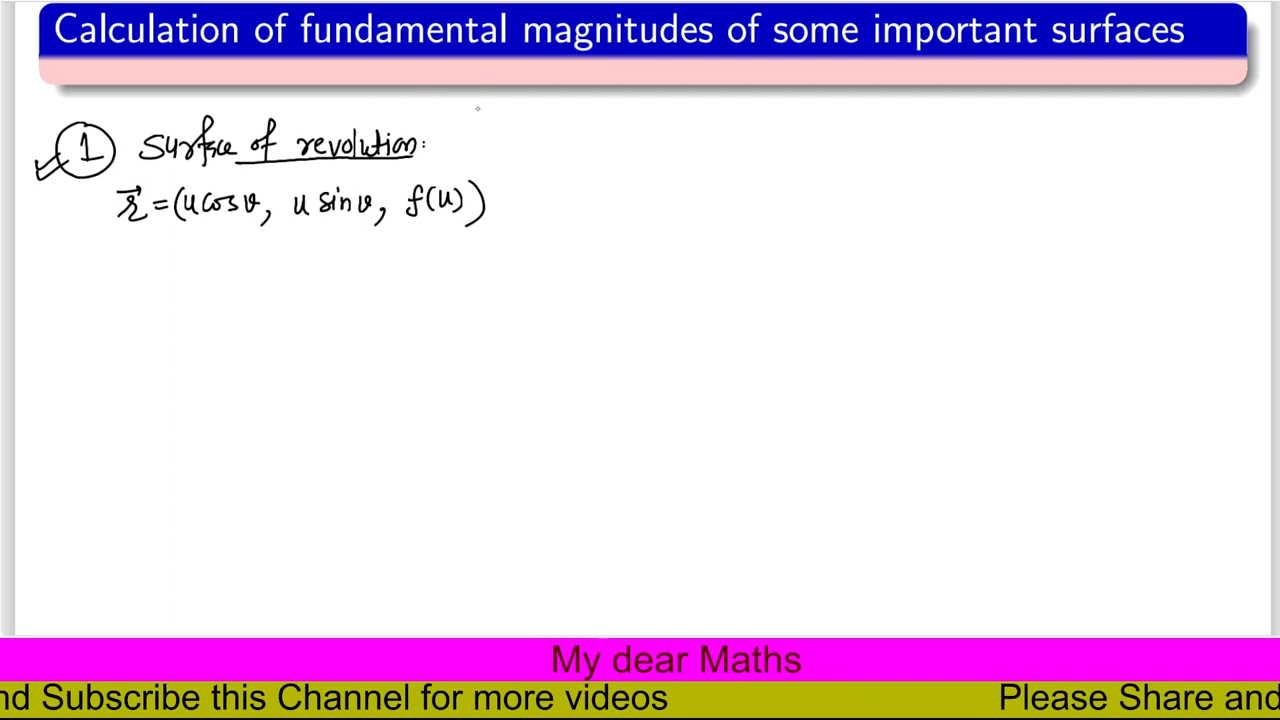 Calculation of fundamental magnitudes of some important surfaces
1 Surface of revolution:
r⃗ = (u cos v, u sin v, f(u))
My dear Maths
nd Subscribe this Channel for more videos Please Share and